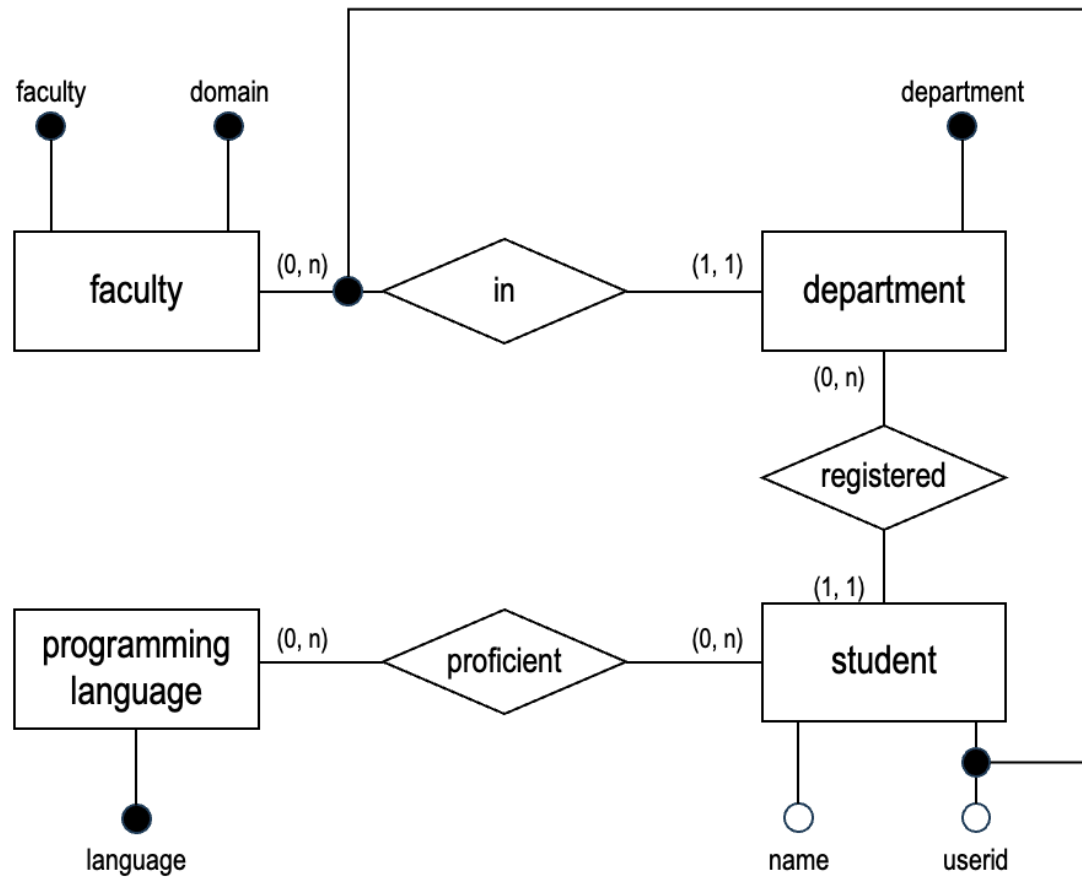 faculty
domain
department
faculty
(0, n)
in
(1, 1)
department
(0, n)
registered
(1, 1)
programming
language
(0, n)
proficient
(0, n)
student
language
name
userid